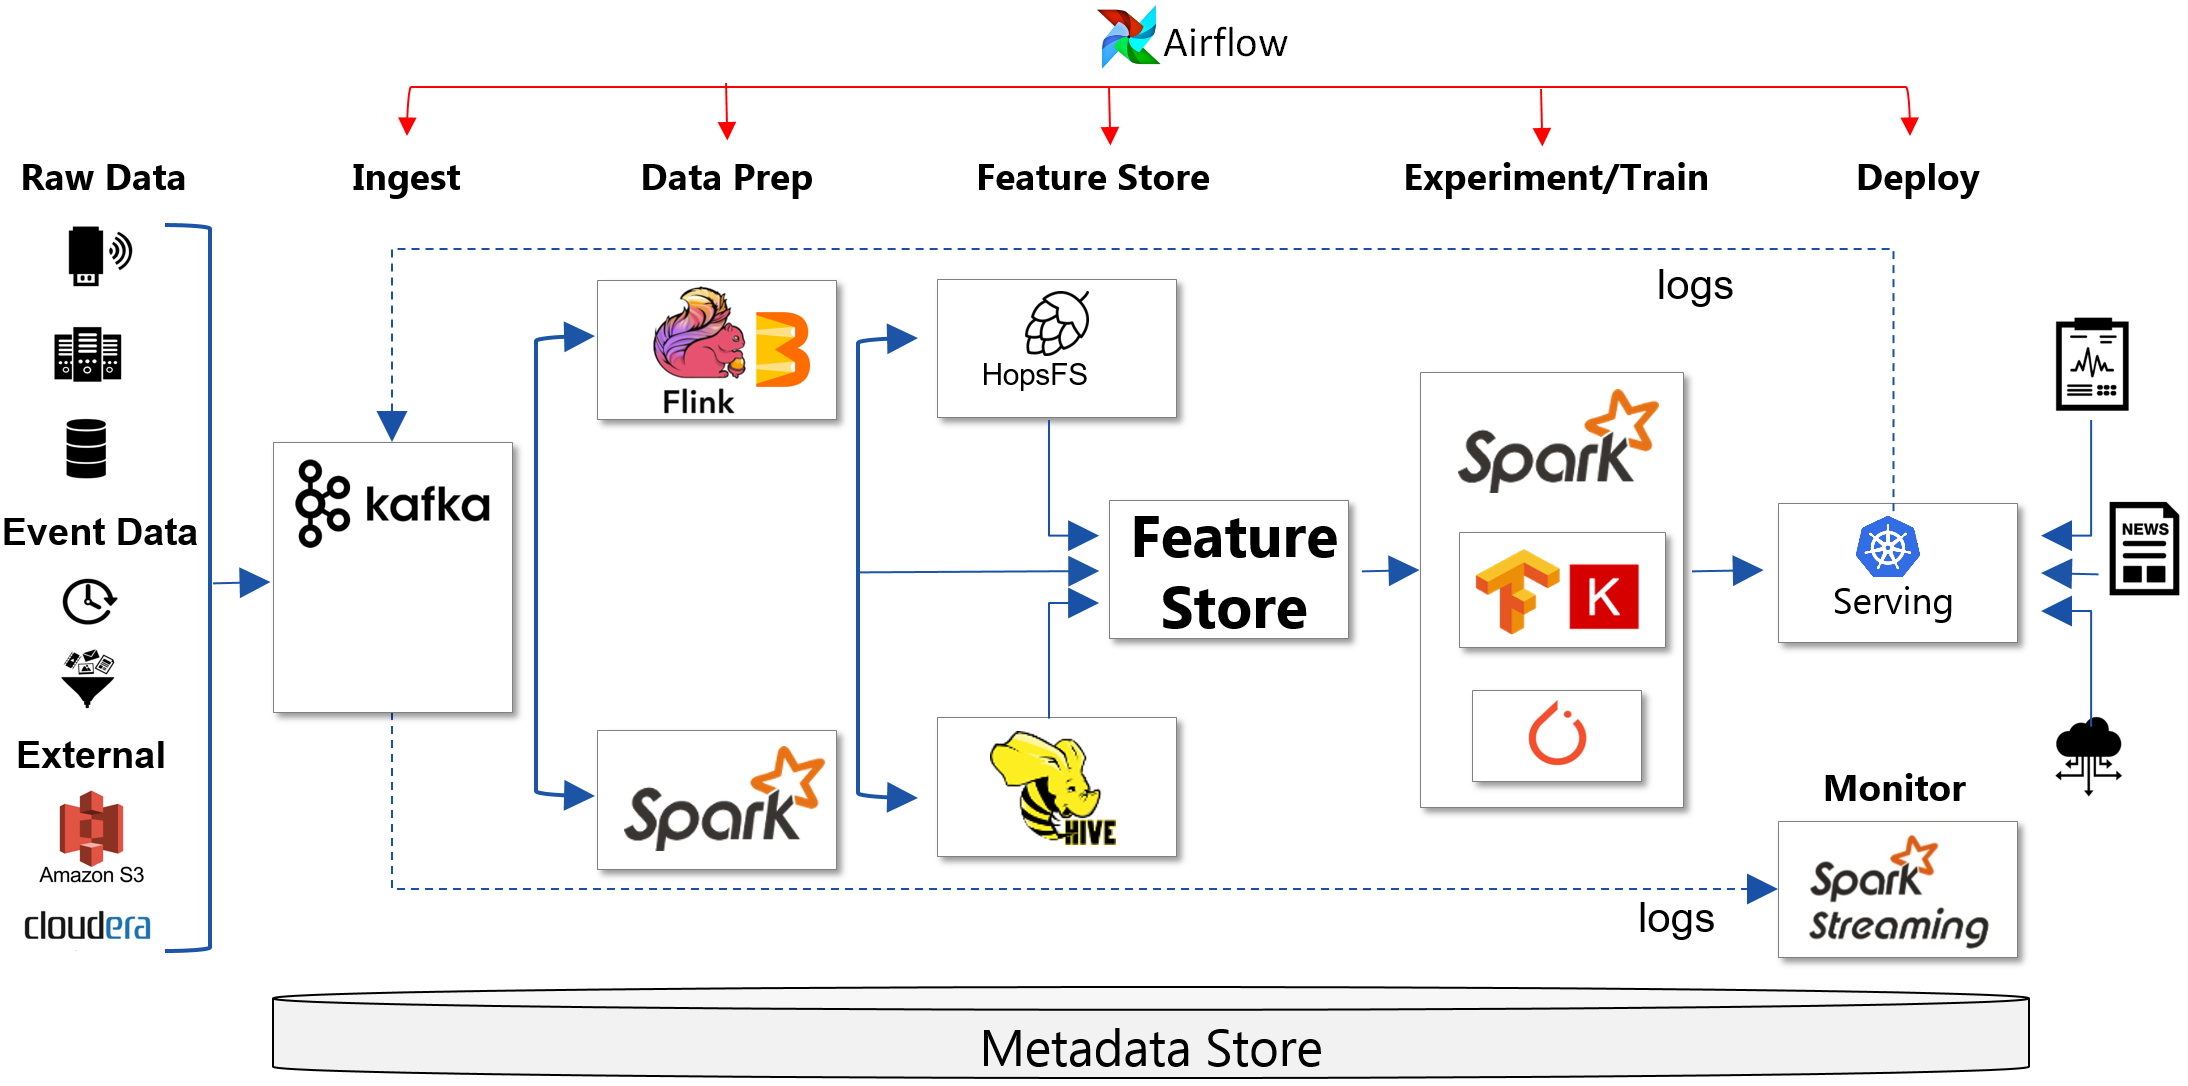 Airflow
Raw Data
Ingest
Data Prep
Feature Store
Experiment/Train
Deploy
logs
Flink
HopsFS
kafka
Spark
Event Data
Feature
Store
K
Serving
NEWS
External
Amazon S3
cloudera
Spark
HIVE
Monitor
Spark
Streaming
logs
Metadata Store